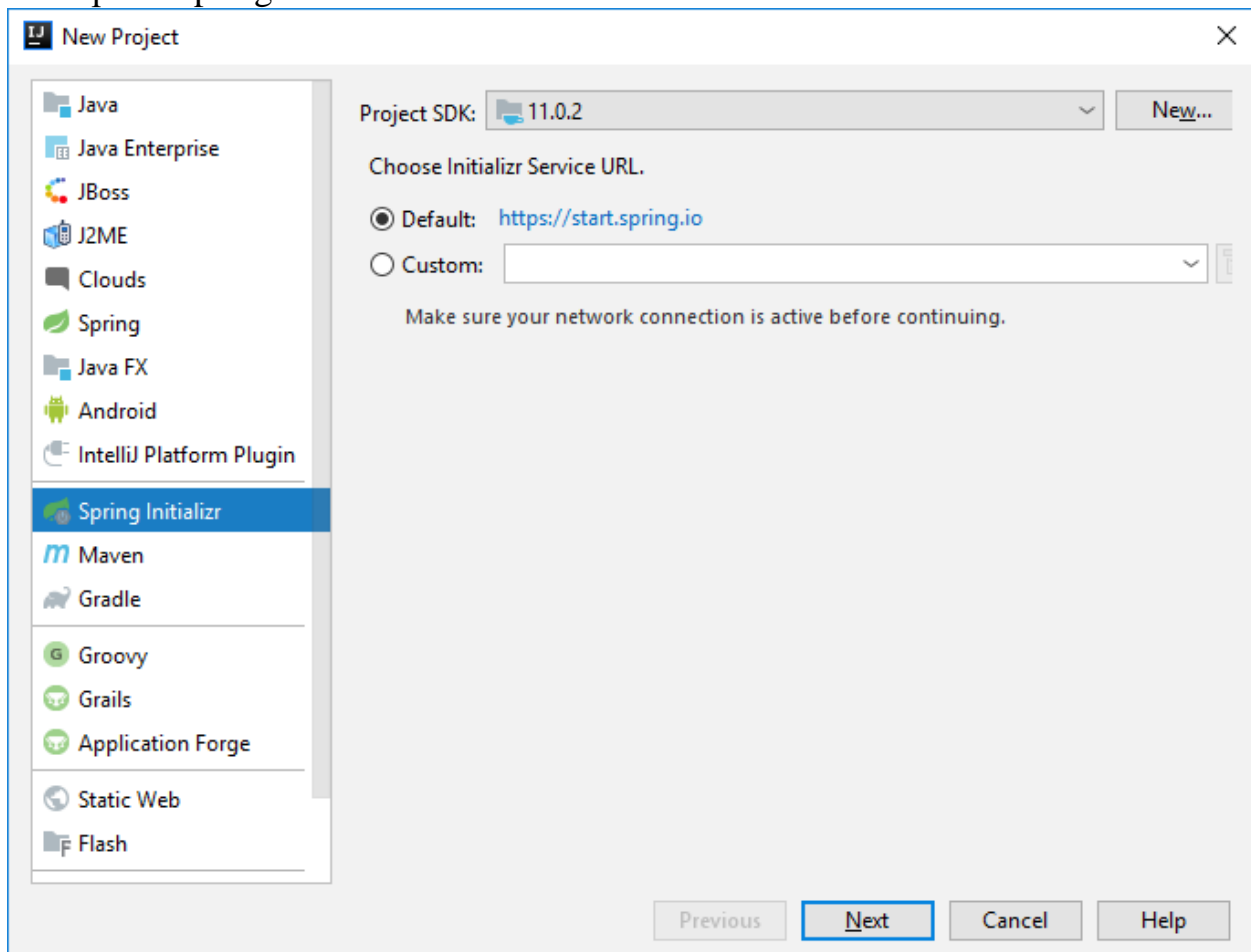 New Project
Java
Java Enterprise
JBoss
J2ME
Clouds
Spring
Java FX
Android
IntelliJ Platform Plugin
Spring Initializr
Maven
Gradle
Groovy
Grails
Application Forge
Static Web
Flash
Project SDK: 11.0.2 New...
Choose Initializr Service URL.
Default: https://start.spring.io
Custom:
Make sure your network connection is active before continuing.
Previous Next Cancel Help